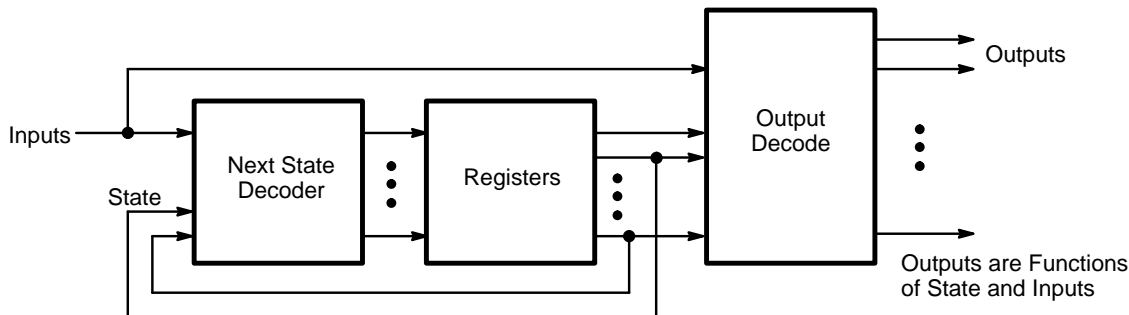 Inputs
State
Next State
Decoder
Registers
Output
Decode
Outputs
Outputs are Functions
of State and Inputs